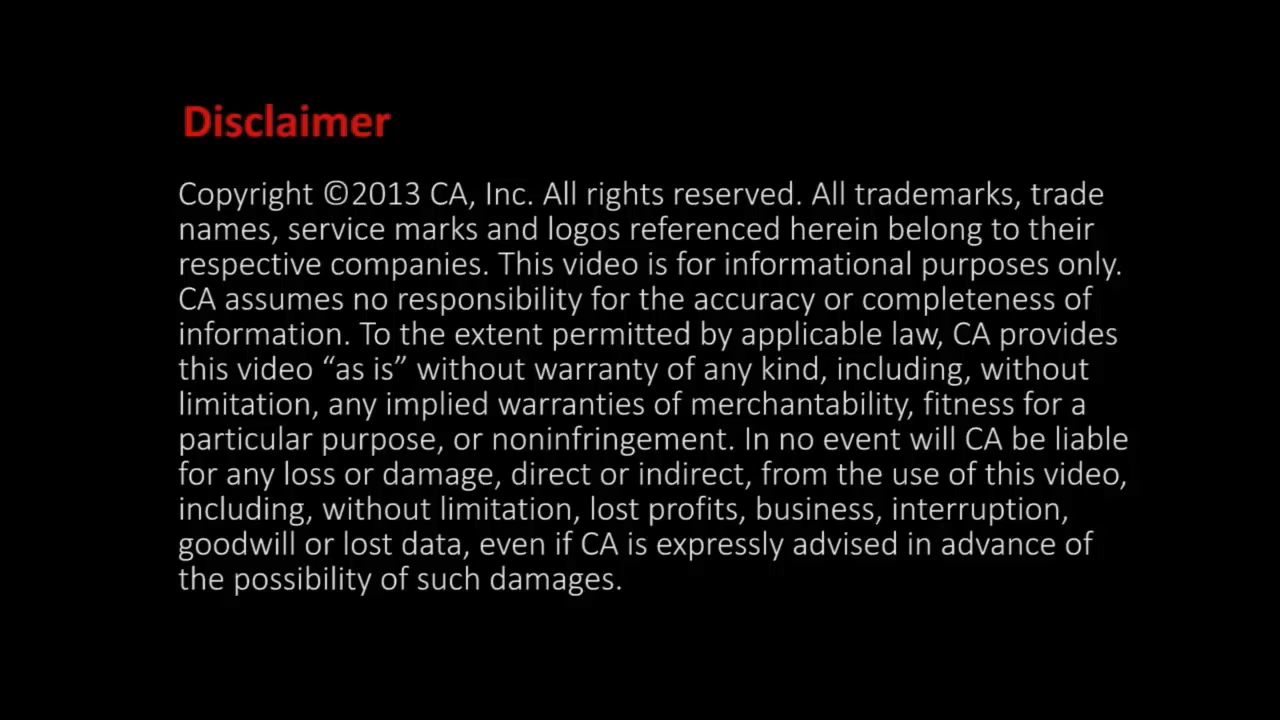 Disclaimer
Copyright ©2013 CA, Inc. All rights reserved. All trademarks, trade
names, service marks and logos referenced herein belong to their
respective companies. This video is for informational purposes only.
CA assumes no responsibility for the accuracy or completeness of
information. To the extent permitted by applicable law, CA provides
this video “as is” without warranty of any kind, including, without
limitation, any implied warranties of merchantability, fitness for a
particular purpose, or noninfringement. In no event will CA be liable
for any loss or damage, direct or indirect, from the use of this video,
including, without limitation, lost profits, business, interruption,
goodwill or lost data, even if CA is expressly advised in advance of
the possibility of such damages.